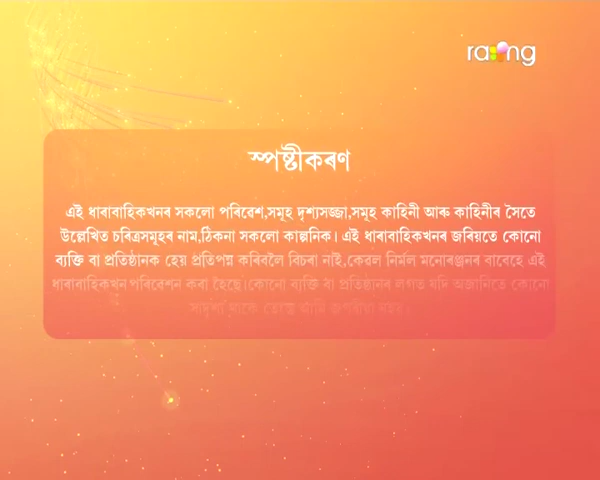 rang
স্পষ্টীকৰণ
এই ধাৰাবাহিকখনৰ সকলো পৰিৱেশ,সমূহ দৃশ্যসজ্জা,সমূহ কাহিনী আৰু কাহিনীৰ সৈতে
উল্লেখিত চৰিত্ৰসমূহৰ নাম,ঠিকনা সকলো কাল্পনিক। এই ধাৰাবাহিকখনৰ জৰিয়তে কোনো
ব্যক্তি বা প্ৰতিষ্ঠানক হেয় প্ৰতিপন্ন কৰিবলৈ বিচৰা নাই,কেৱল নিৰ্মল মনোৰঞ্জনৰ বাবেহে এই
ধাৰাবাহিকখন পৰিবেশন কৰা হৈছে।কোনো ব্যক্তি বা প্ৰতিষ্ঠানৰ লগত যদি অজানিতে কোনো